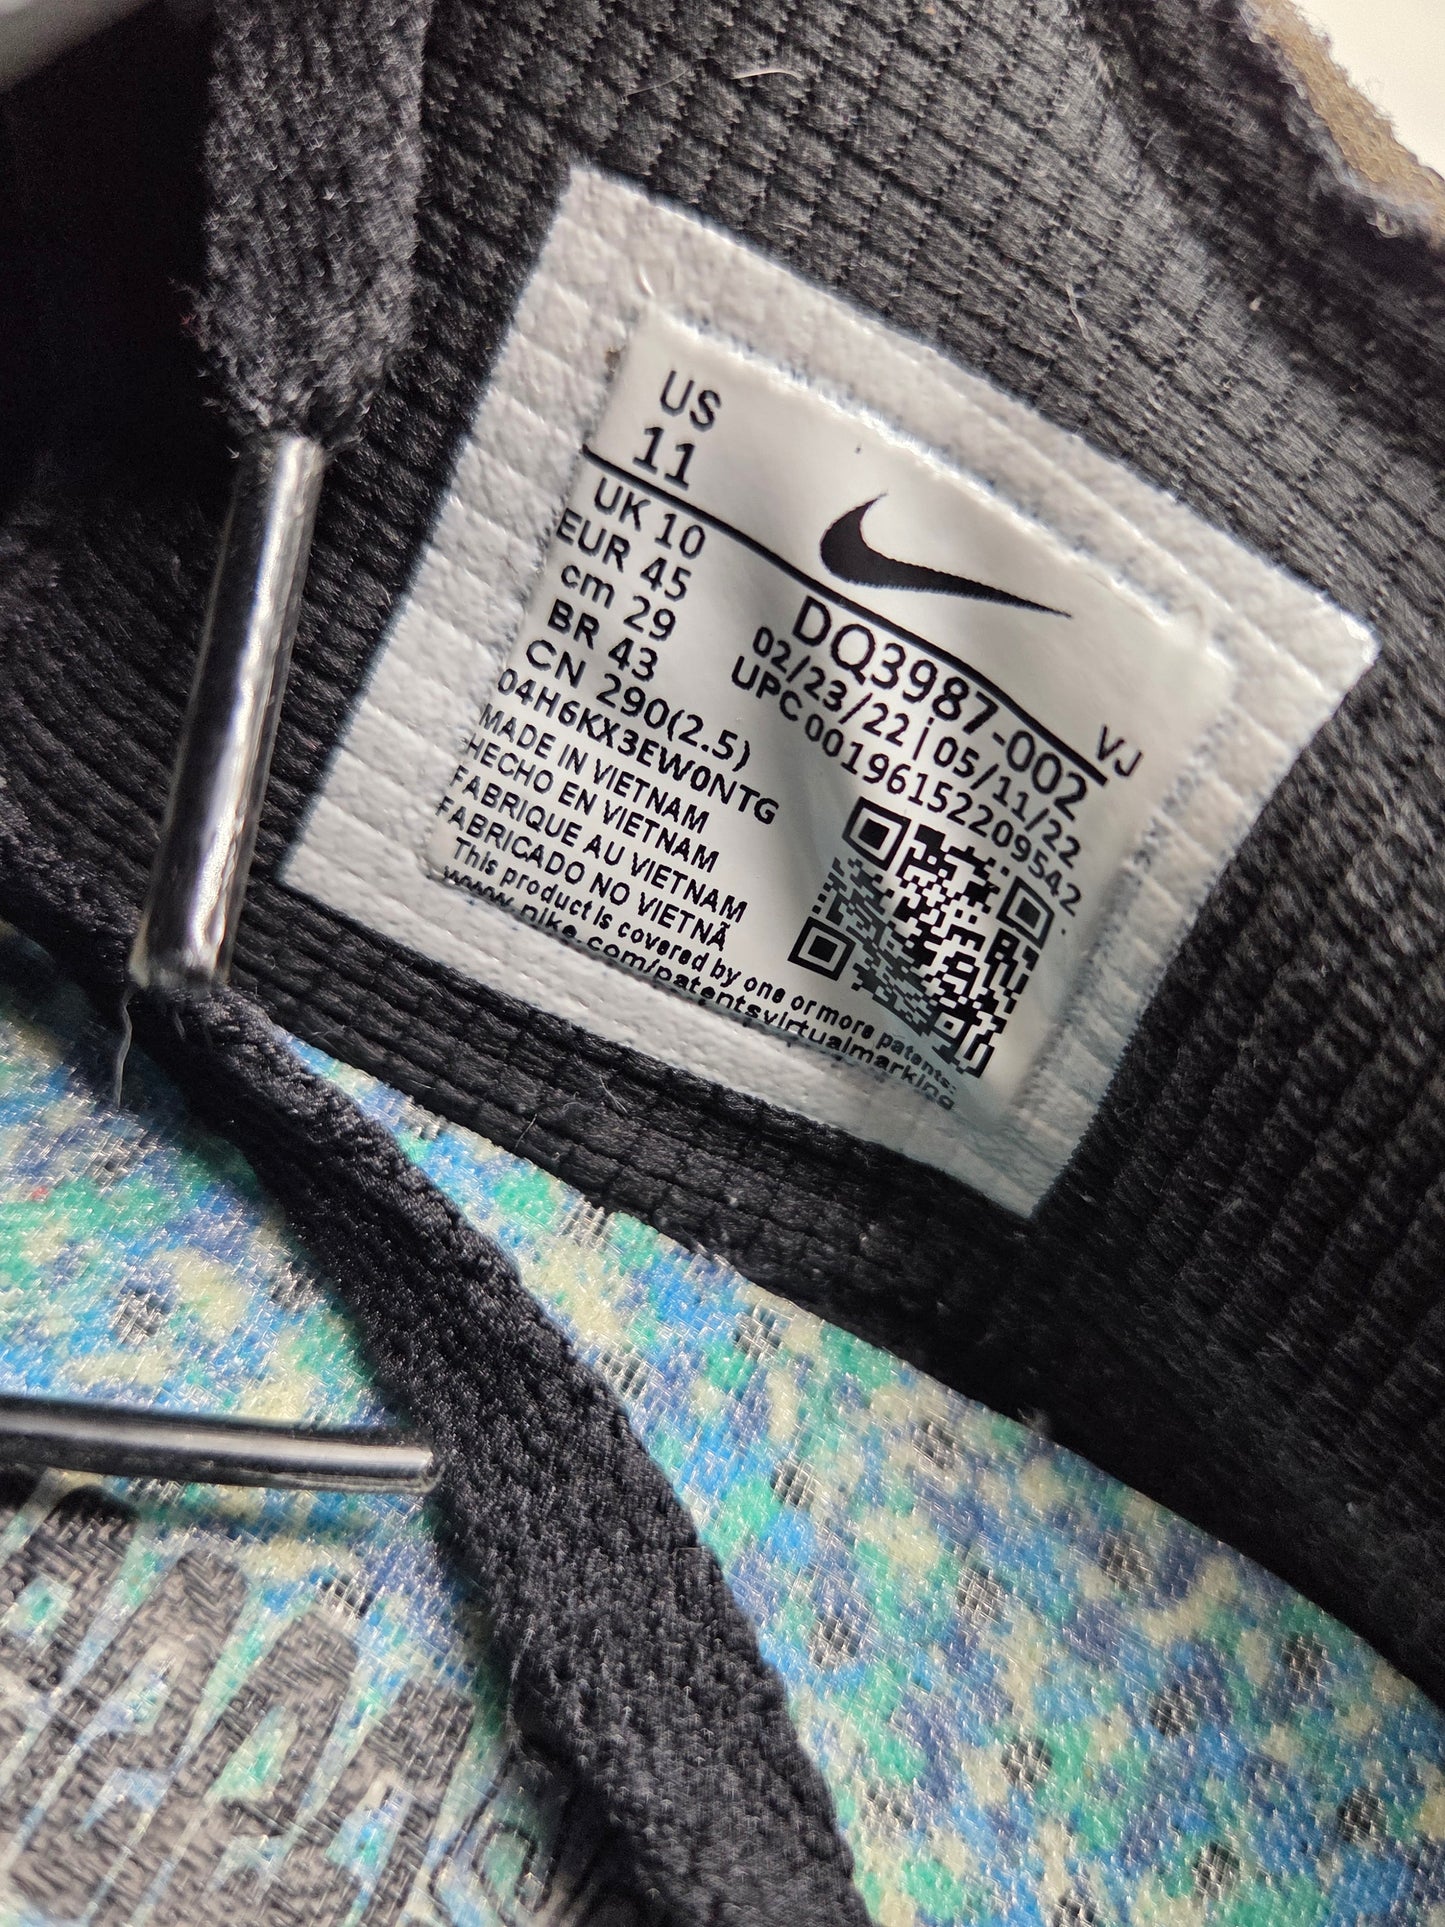 US
11
UK 10
EUR 45
cm 29
BR 43
CN 290(2.5)
04H6KX3EW0NTG
MADE IN VIETNAM
HECHO EN VIETNAM
FABRIQUE AU VIETNAM
FABRICADO NO VIETNÃ
This product is covered by one or more patents.
www.nike.com/patentsvirtualmarking
VJ
DQ3987-002
02/23/22|05/11/22
UPC 00196152209542